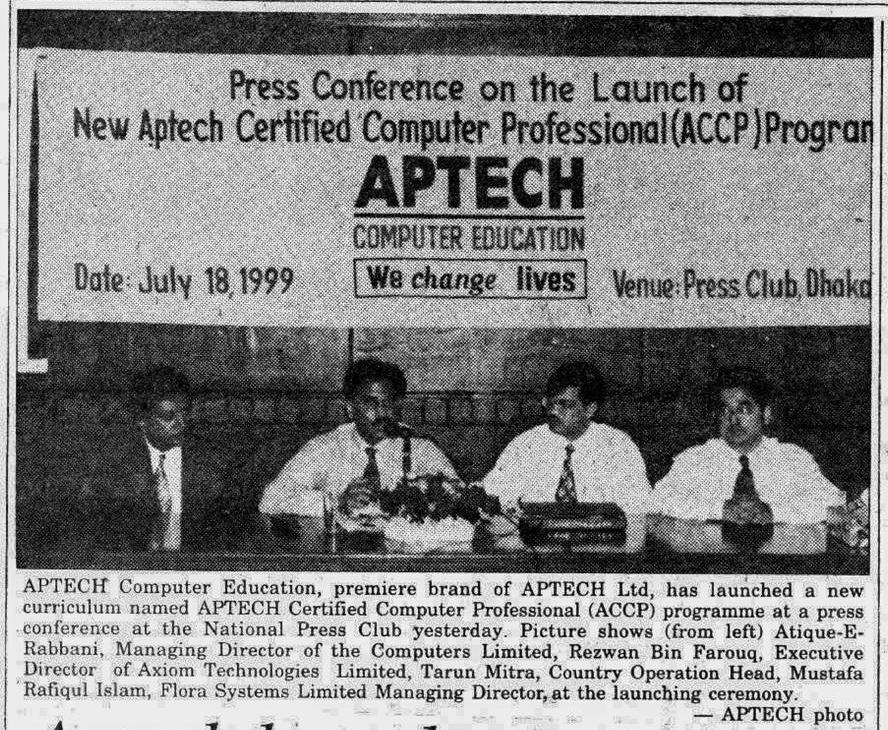 Press Conference on the Launch of
New Aptech Certified Computer Professional(ACCP)Program
APTECH
COMPUTER EDUCATION
We change lives
Date: July 18,1999
Venue:Press Club, Dhaka
APTECH Computer Education, premiere brand of APTECH Ltd, has launched a new
curriculum named APTECH Certified Computer Professional (ACCP) programme at a press
conference at the National Press Club yesterday. Picture shows (from left) Atique-E-
Rabbani, Managing Director of the Computers Limited, Rezwan Bin Farouq, Executive
Director of Axiom Technologies Limited, Tarun Mitra, Country Operation Head, Mustafa
Rafiqul Islam, Flora Systems Limited Managing Director, at the launching ceremony.
— APTECH photo